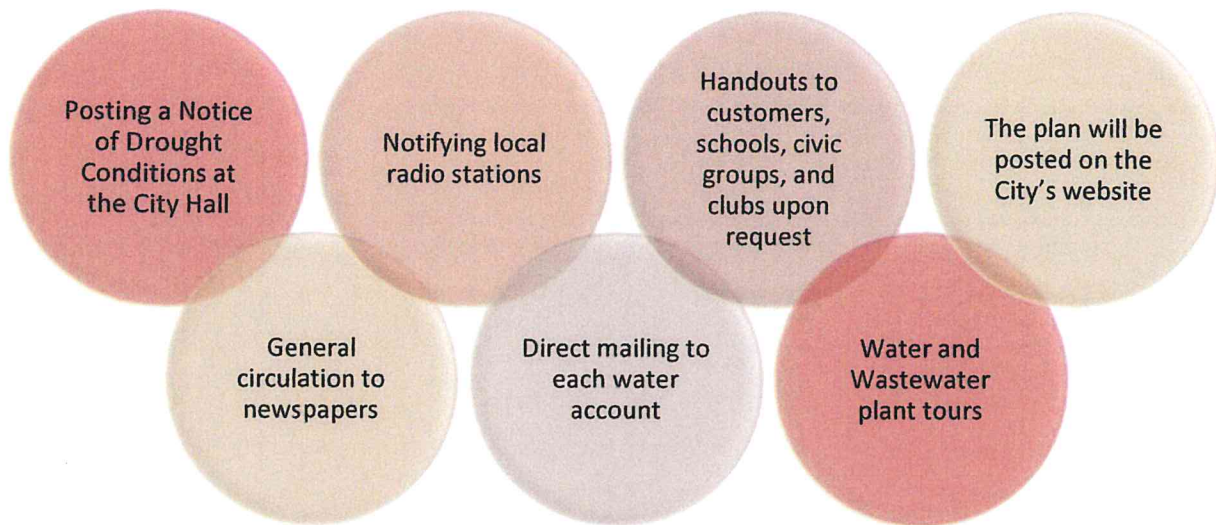 Posting a Notice
of Drought
Conditions at
the City Hall
General
circulation to
newspapers
Notifying local
radio stations
Direct mailing to
each water
account
Handouts to
customers,
schools, civic
groups, and
clubs upon
request
Water and
Wastewater
plant tours
The plan will be
posted on the
City's website